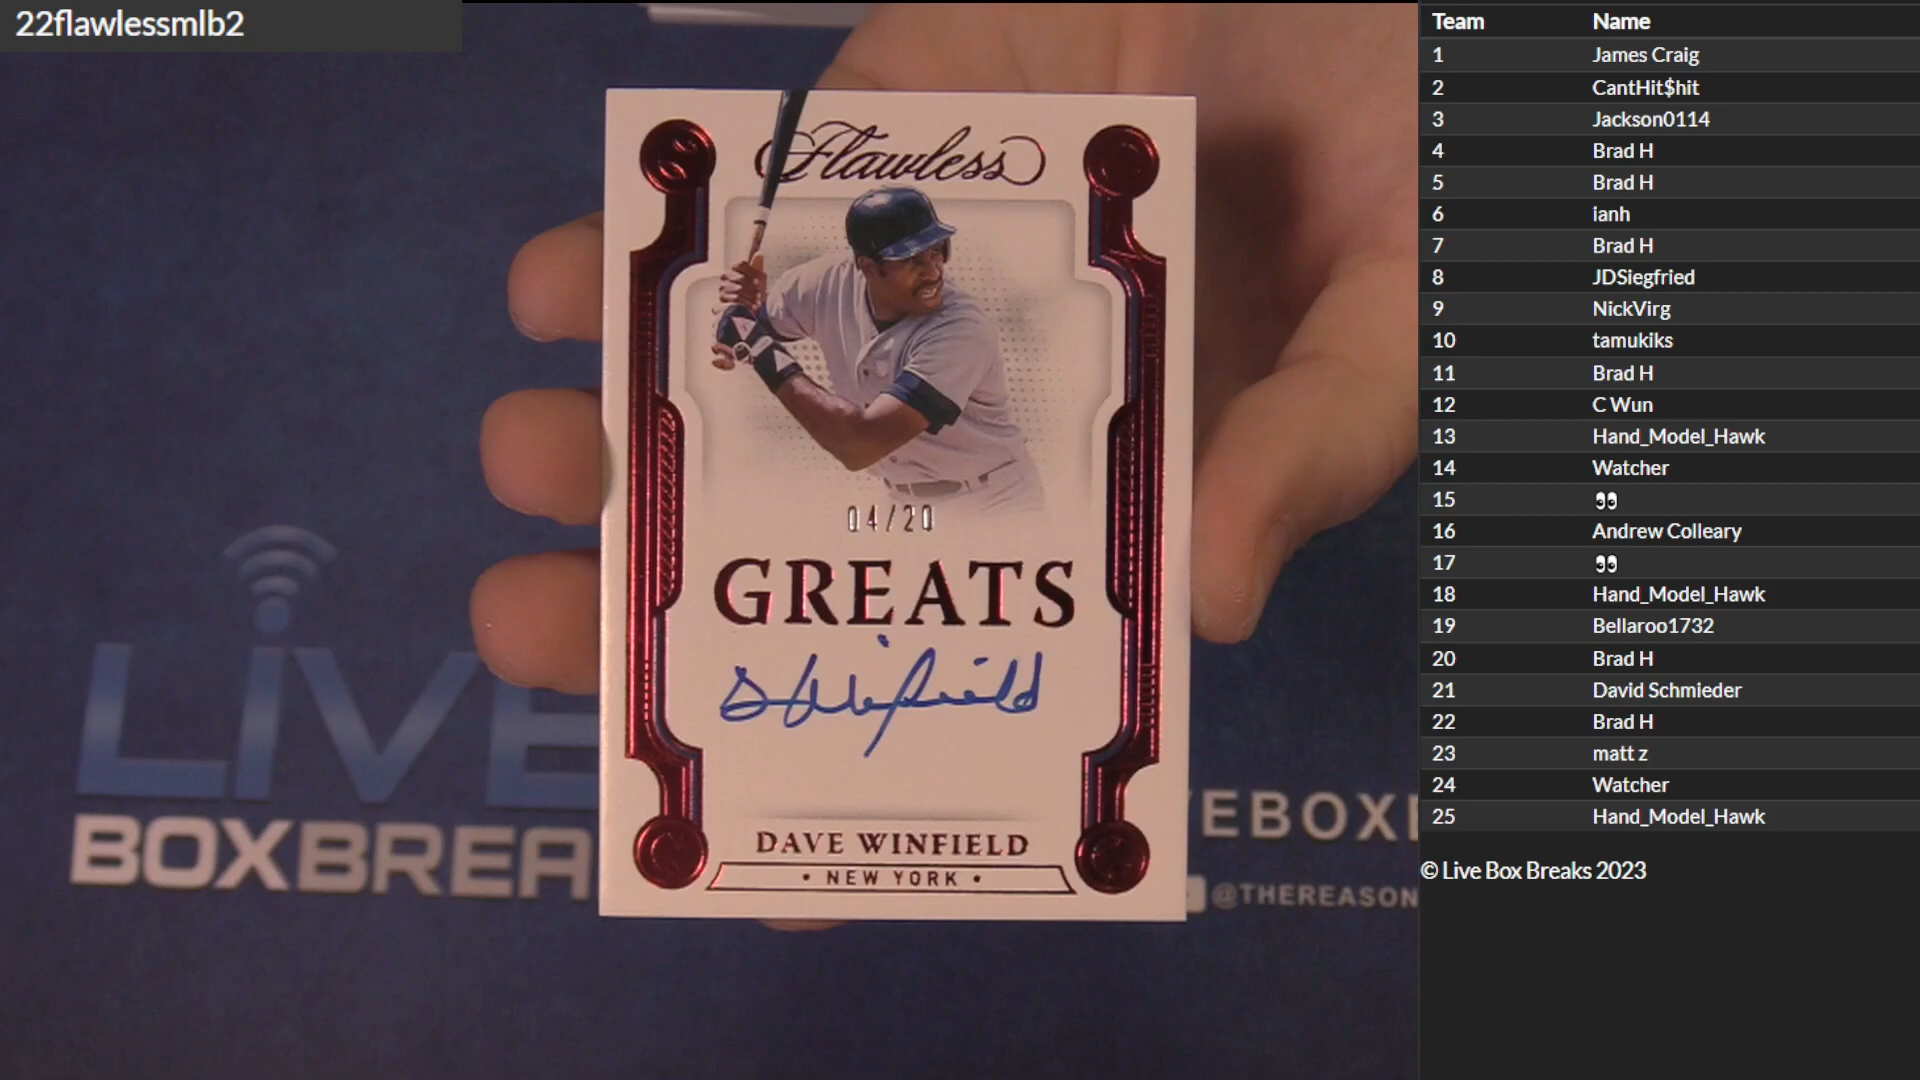 22flawlessmlb2
Flawless
04/20
GREATS
D Winfield
DAVE WINFIELD
• NEW YORK •
LIVE
BOXBREA
VEBOXB
@THEREASON
Team Name
1 James Craig
2 CantHit$hit
3 Jackson0114
4 Brad H
5 Brad H
6 ianh
7 Brad H
8 JDSiegfried
9 NickVirg
10 tamukiks
11 Brad H
12 C Wun
13 Hand_Model_Hawk
14 Watcher
15 👀
16 Andrew Colleary
17 👀
18 Hand_Model_Hawk
19 Bellaroo1732
20 Brad H
21 David Schmieder
22 Brad H
23 matt z
24 Watcher
25 Hand_Model_Hawk
© Live Box Breaks 2023